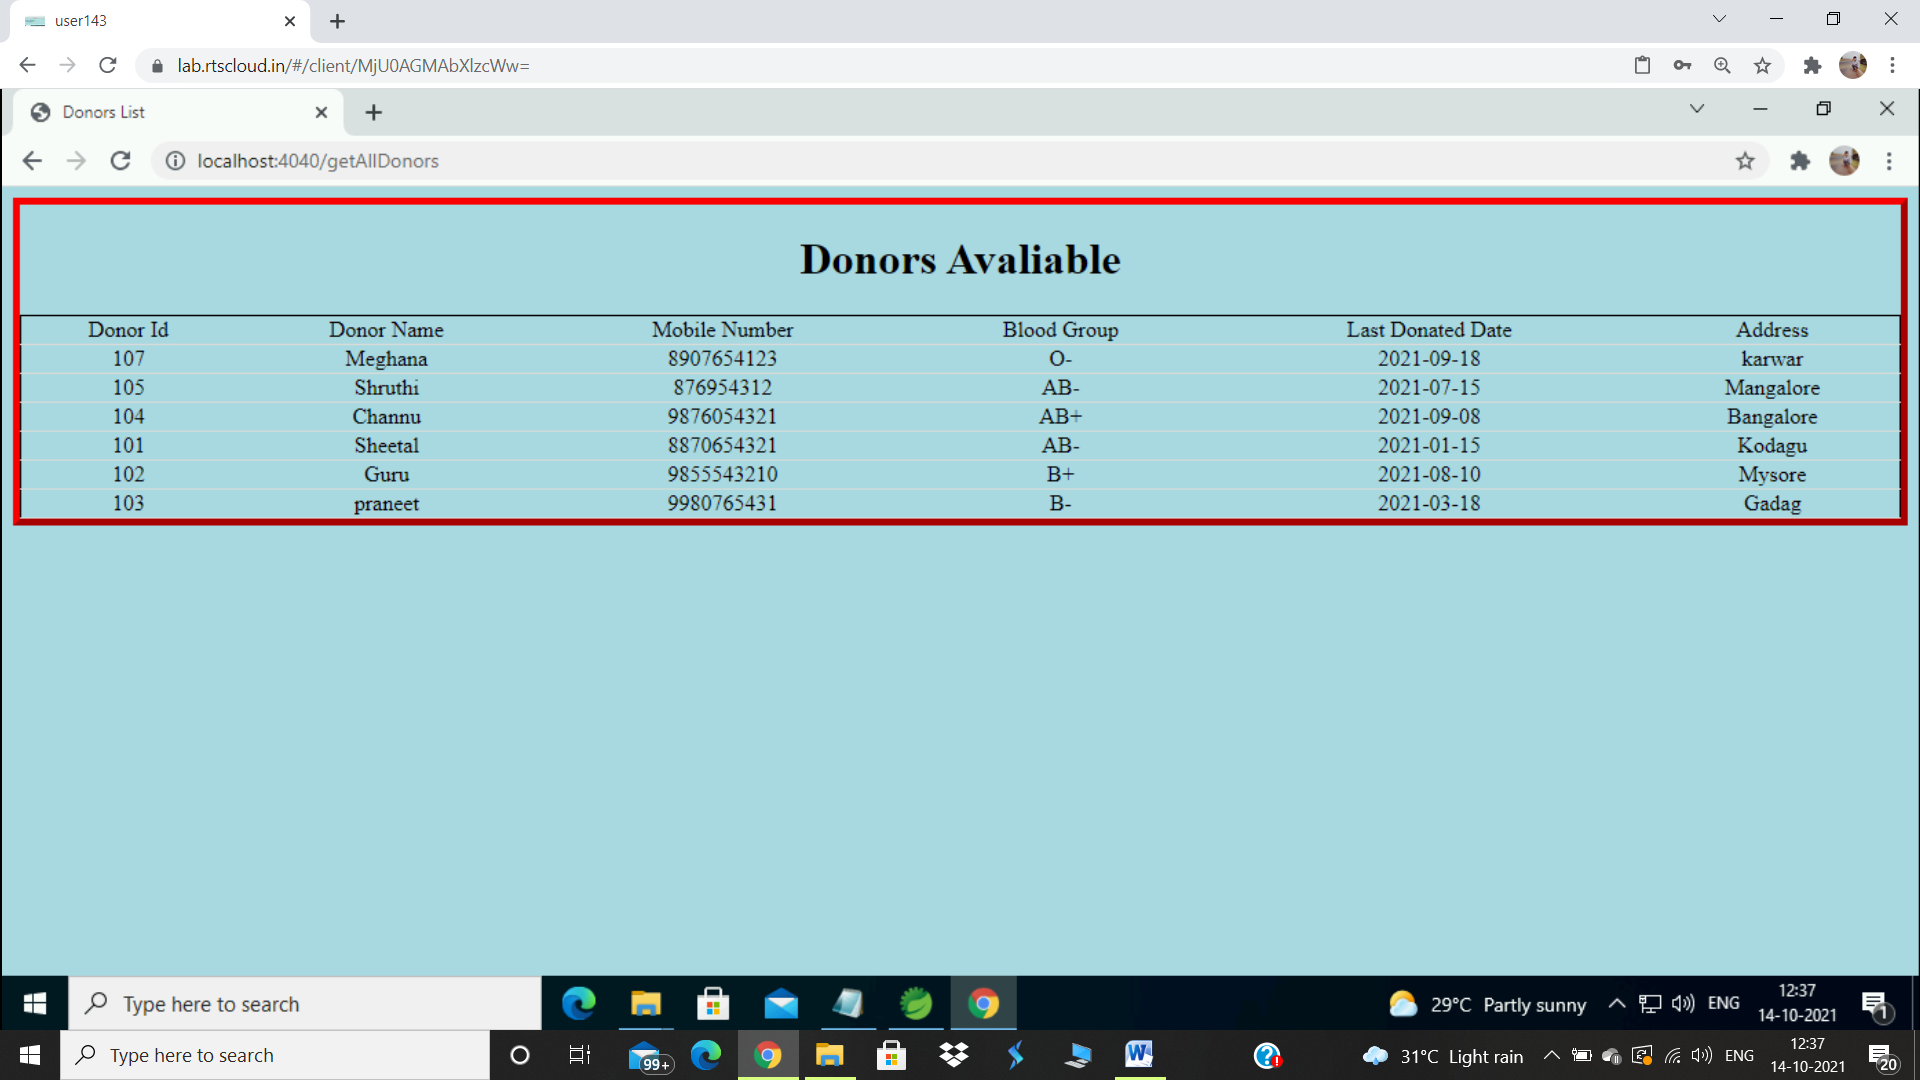 user143
lab.rtscloud.in/#/client/MjU0AGMAbXlzcWw=
Donors List
localhost:4040/getAllDonors
Donors Avaliable
Donor Id Donor Name Mobile Number Blood Group Last Donated Date Address
107 Meghana 8907654123 O- 2021-09-18 karwar
105 Shruthi 876954312 AB- 2021-07-15 Mangalore
104 Channu 9876054321 AB+ 2021-09-08 Bangalore
101 Sheetal 8870654321 AB- 2021-01-15 Kodagu
102 Guru 9855543210 B+ 2021-08-10 Mysore
103 praneet 9980765431 B- 2021-03-18 Gadag
Type here to search 29°C Partly sunny ENG 12:37 1
14-10-2021
Type here to search 99+ W 31°C Light rain ENG 12:37 20
14-10-2021